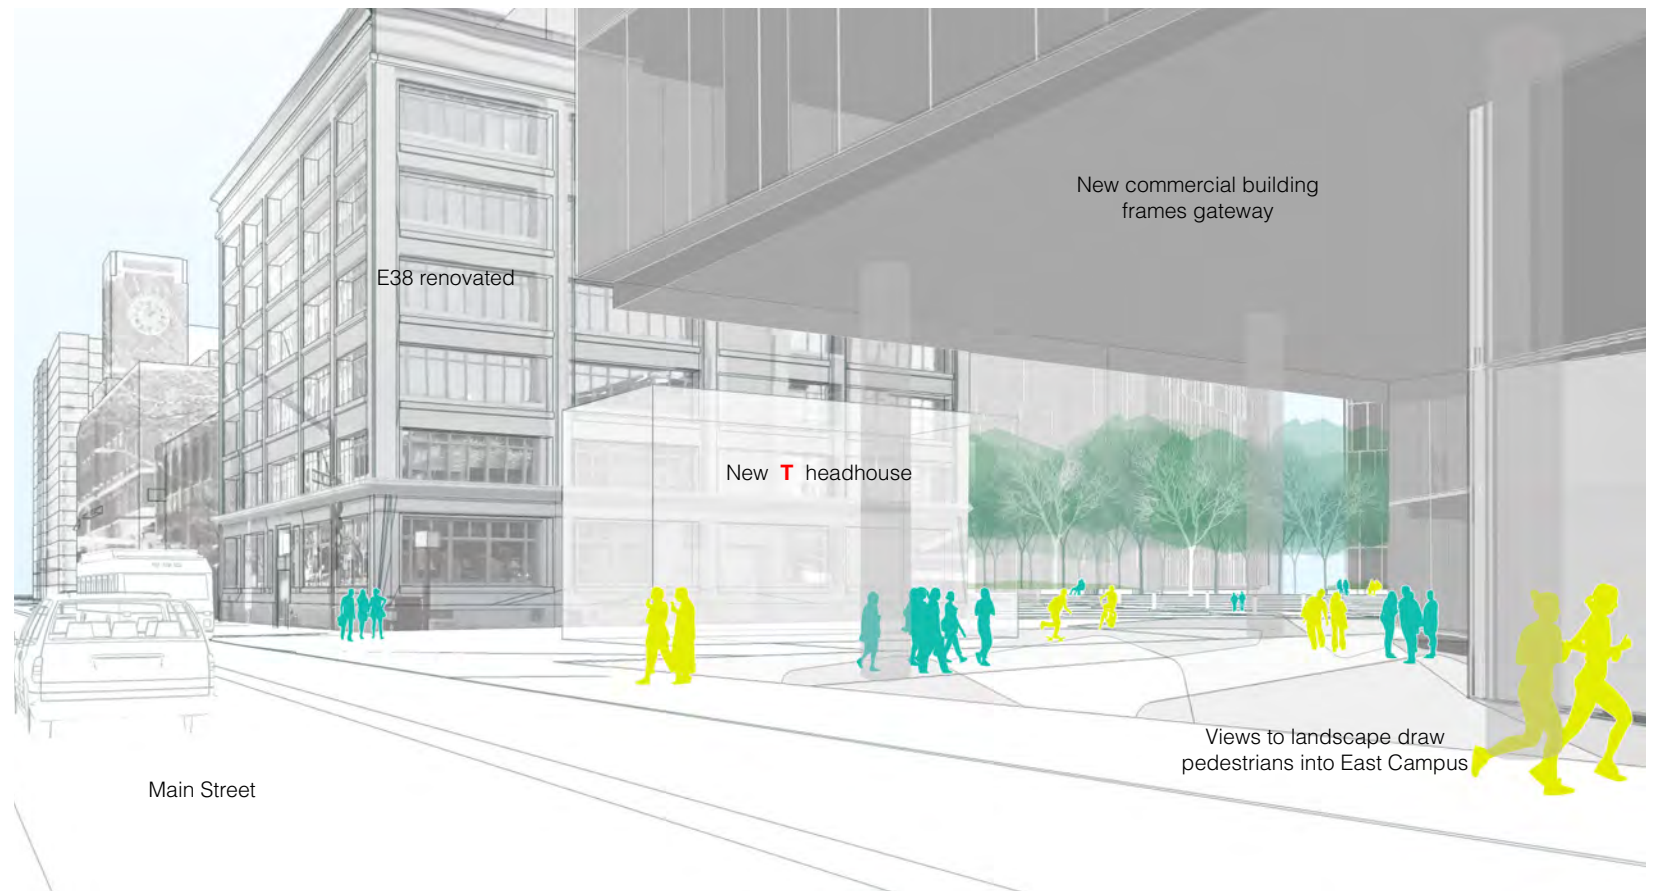 New commercial building
frames gateway
E38 renovated
New T headhouse
Views to landscape draw
pedestrians into East Campus
Main Street